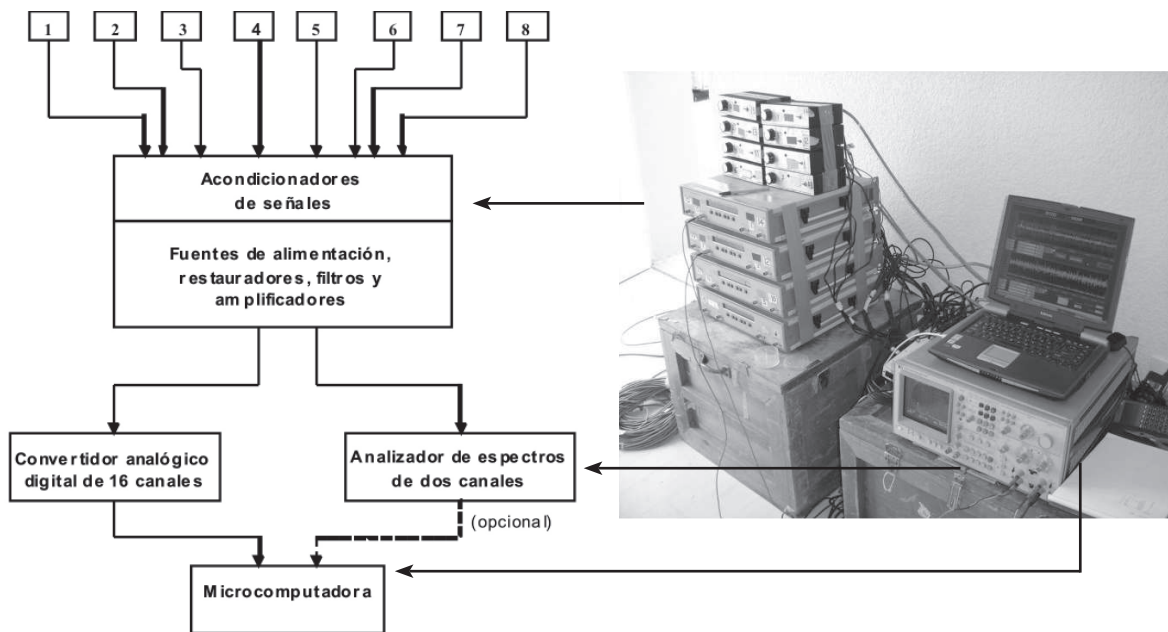 1 2 3 4 5 6 7 8
Acondicionadores
de señales
Fuentes de alimentación,
restauradores, filtros y
amplificadores
Convertidor analógico
digital de 16 canales
Analizador de espectros
de dos canales
(opcional)
Microcomputadora